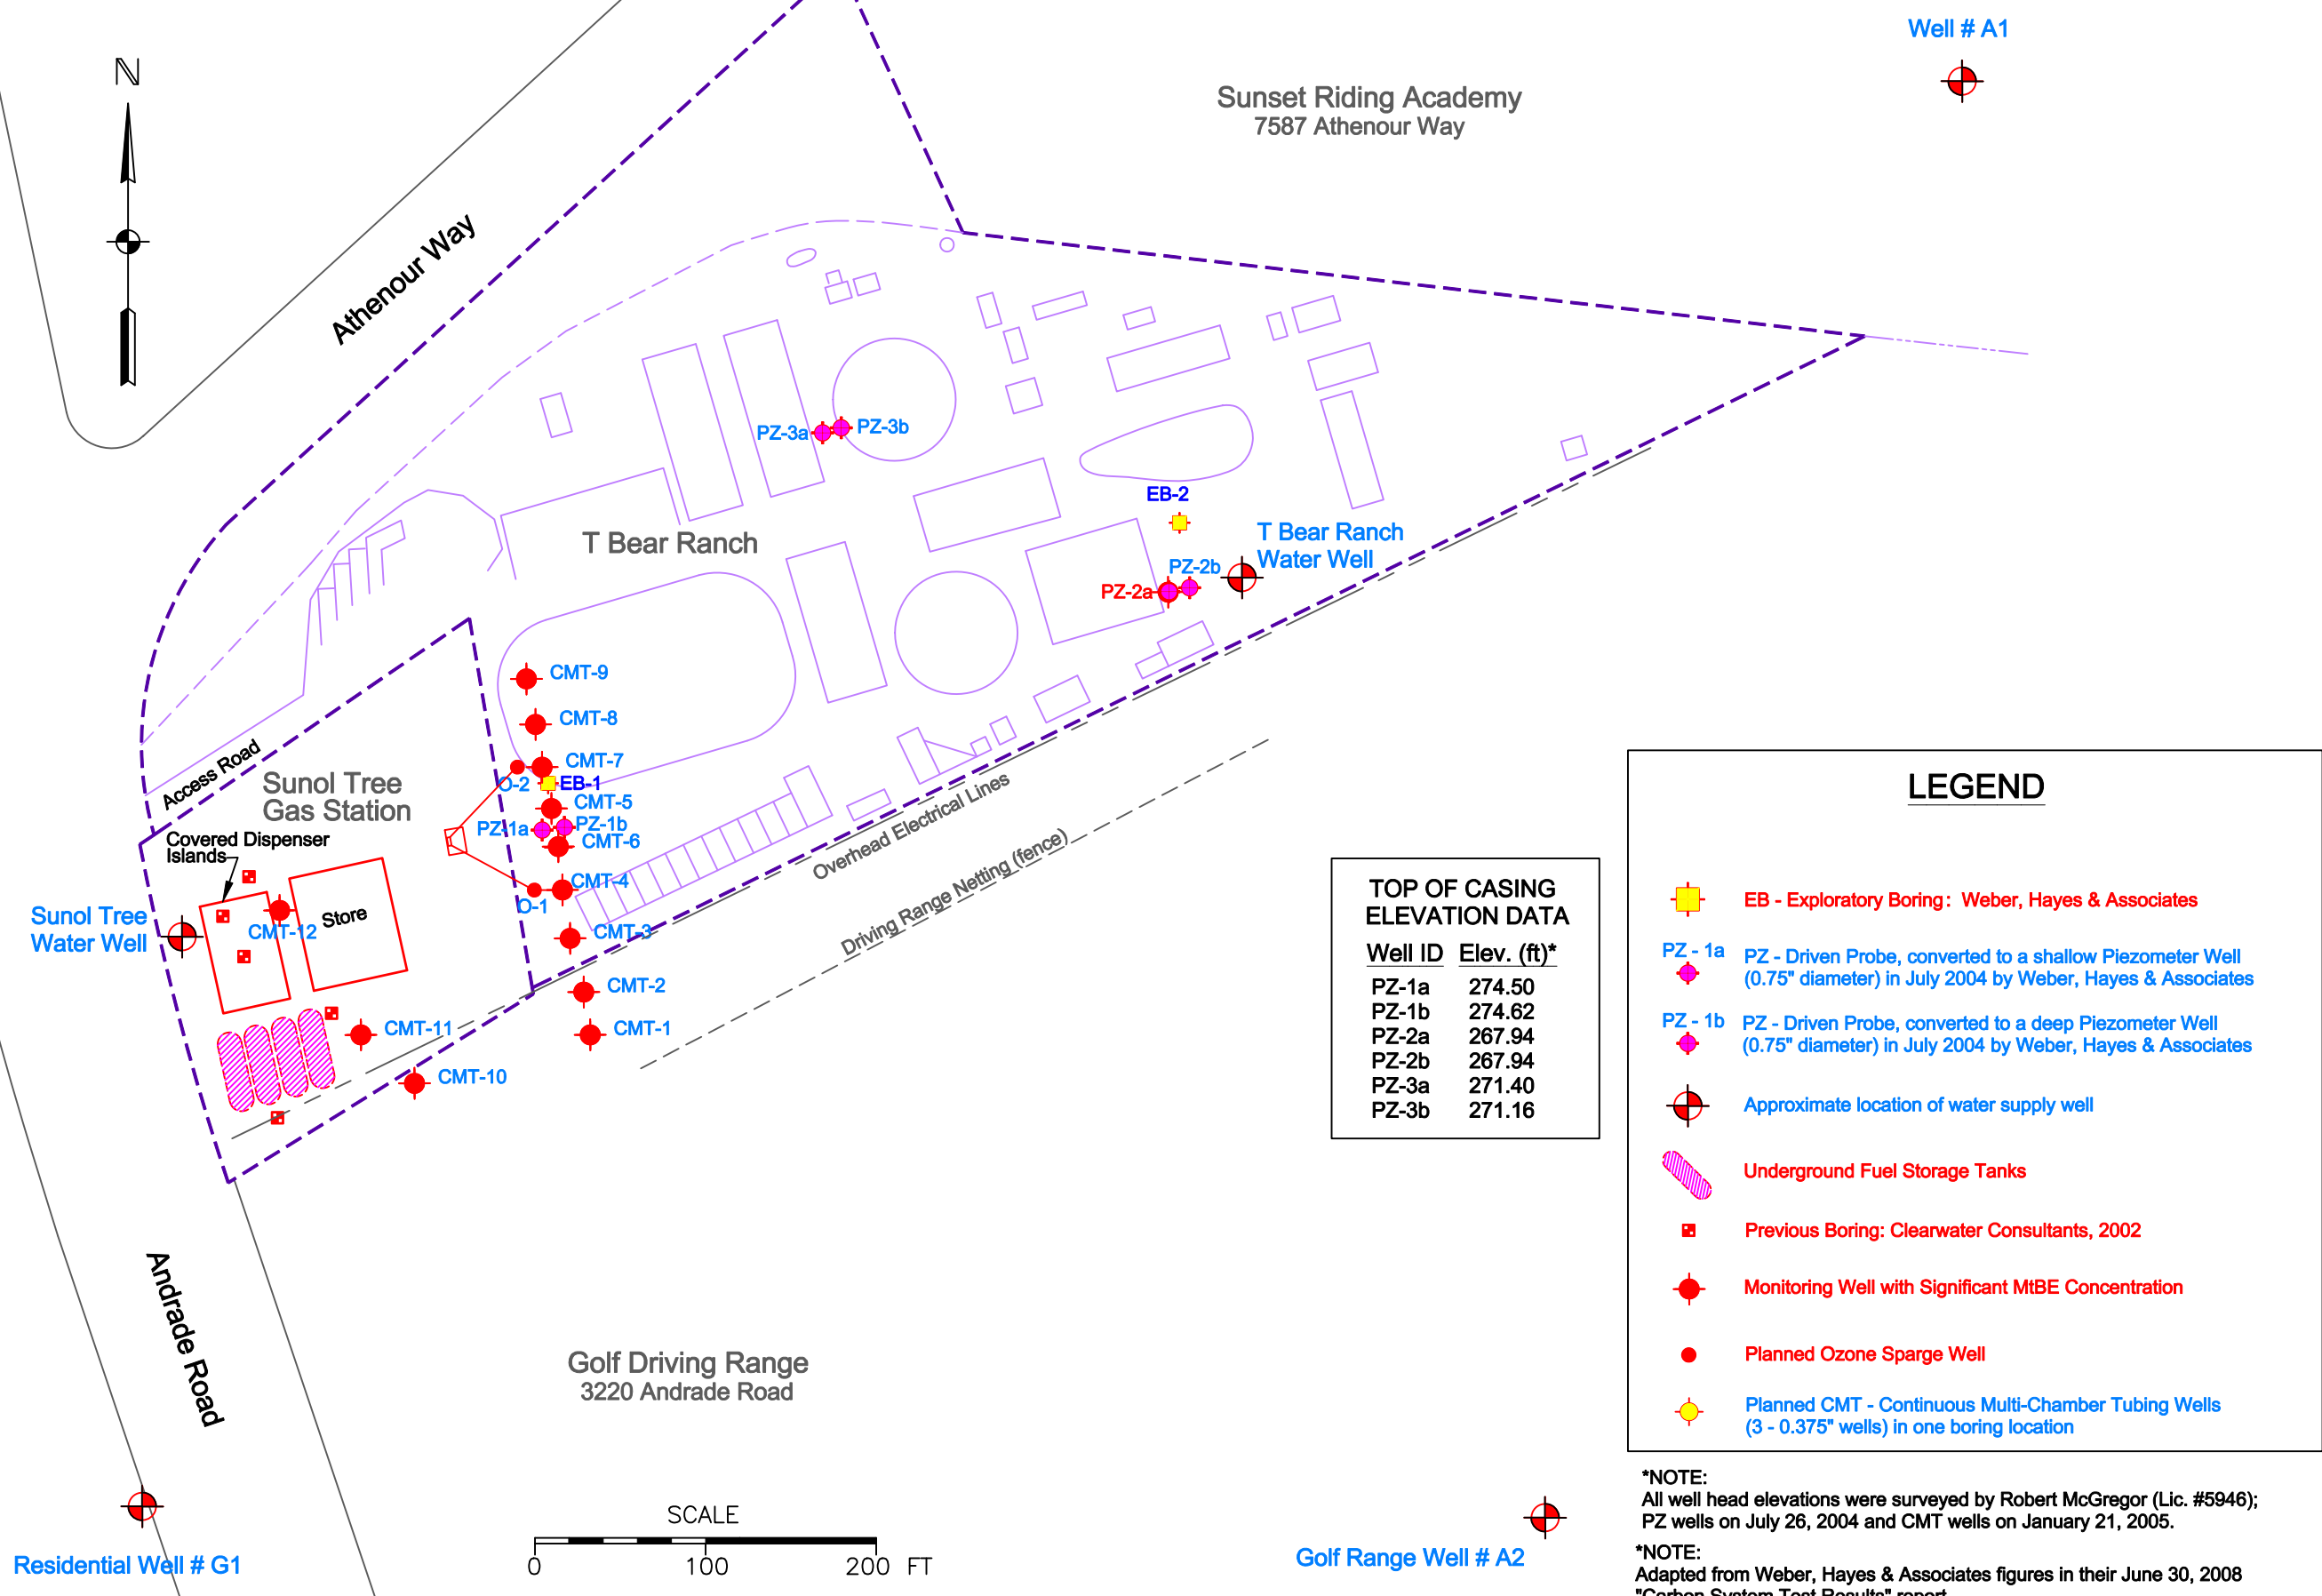 Well # A1
N
Sunset Riding Academy
7587 Athenour Way
Athenour Way
PZ-3a
PZ-3b
EB-2
T Bear Ranch
T Bear Ranch
Water Well
PZ-2b
PZ-2a
CMT-9
CMT-8
CMT-7
O-2
EB-1
CMT-5
PZ-1a
PZ-1b
CMT-6
CMT-4
O-1
CMT-3
CMT-2
CMT-1
Access Road
Sunol Tree
Gas Station
Covered Dispenser
Islands
Store
Sunol Tree
Water Well
CMT-12
CMT-11
CMT-10
Overhead Electrical Lines
Driving Range Netting (fence)
TOP OF CASING
ELEVATION DATA
Well ID Elev. (ft)*
PZ-1a 274.50
PZ-1b 274.62
PZ-2a 267.94
PZ-2b 267.94
PZ-3a 271.40
PZ-3b 271.16
LEGEND
EB - Exploratory Boring: Weber, Hayes & Associates
PZ - 1a
PZ - Driven Probe, converted to a shallow Piezometer Well
(0.75" diameter) in July 2004 by Weber, Hayes & Associates
PZ - 1b
PZ - Driven Probe, converted to a deep Piezometer Well
(0.75" diameter) in July 2004 by Weber, Hayes & Associates
Approximate location of water supply well
Underground Fuel Storage Tanks
Previous Boring: Clearwater Consultants, 2002
Monitoring Well with Significant MtBE Concentration
Planned Ozone Sparge Well
Planned CMT - Continuous Multi-Chamber Tubing Wells
(3 - 0.375" wells) in one boring location
Andrade Road
Golf Driving Range
3220 Andrade Road
Residential Well # G1
SCALE
0 100 200 FT
Golf Range Well # A2
*NOTE:
All well head elevations were surveyed by Robert McGregor (Lic. #5946);
PZ wells on July 26, 2004 and CMT wells on January 21, 2005.
*NOTE:
Adapted from Weber, Hayes & Associates figures in their June 30, 2008
"Carbon System Test Results" report